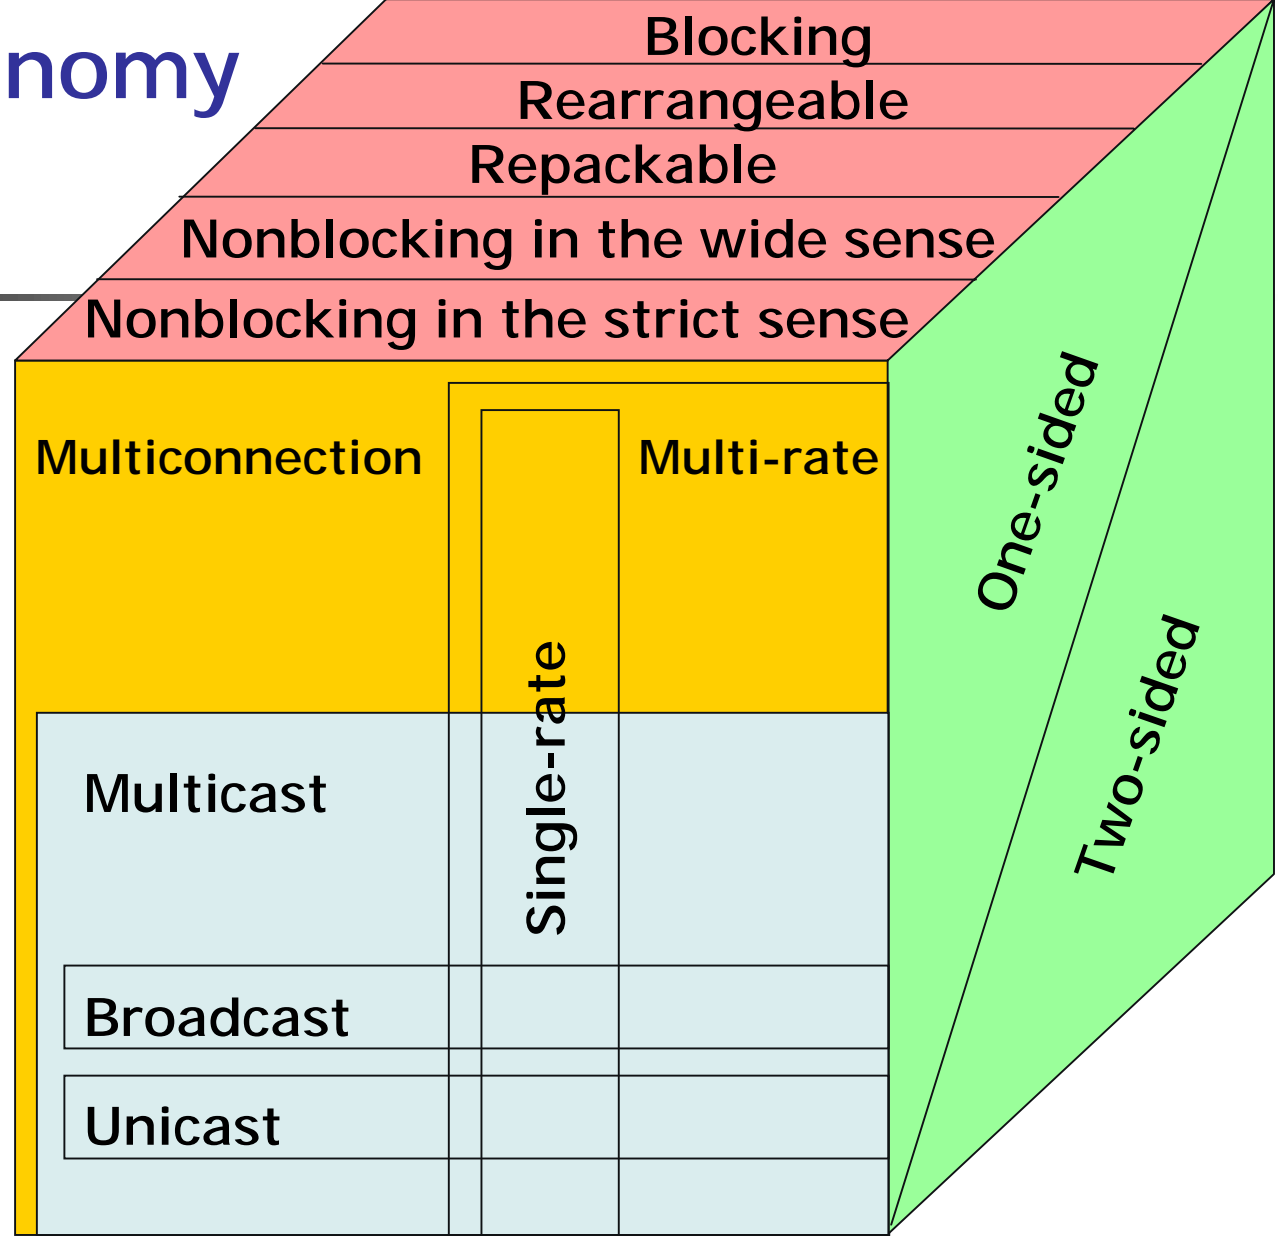 nomy
Blocking
Rearrangeable
Repackable
Nonblocking in the wide sense
Nonblocking in the strict sense
Multiconnection
Multi-rate
Single-rate
Multicast
Broadcast
Unicast
One-sided
Two-sided